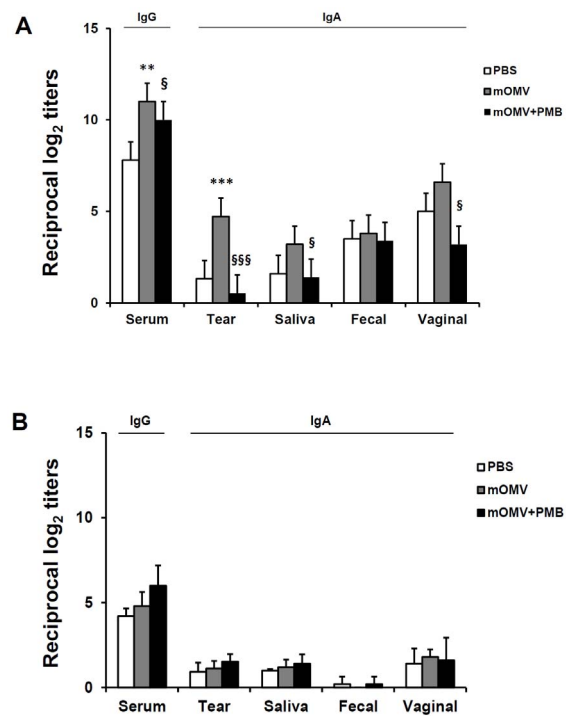 A
IgG IgA
15
10
5
0
Reciprocal log₂ titers
** §
***
§§§
§
§
PBS
mOMV
mOMV+PMB
Serum Tear Saliva Fecal Vaginal
B
IgG IgA
15
10
5
0
Reciprocal log₂ titers
PBS
mOMV
mOMV+PMB
Serum Tear Saliva Fecal Vaginal